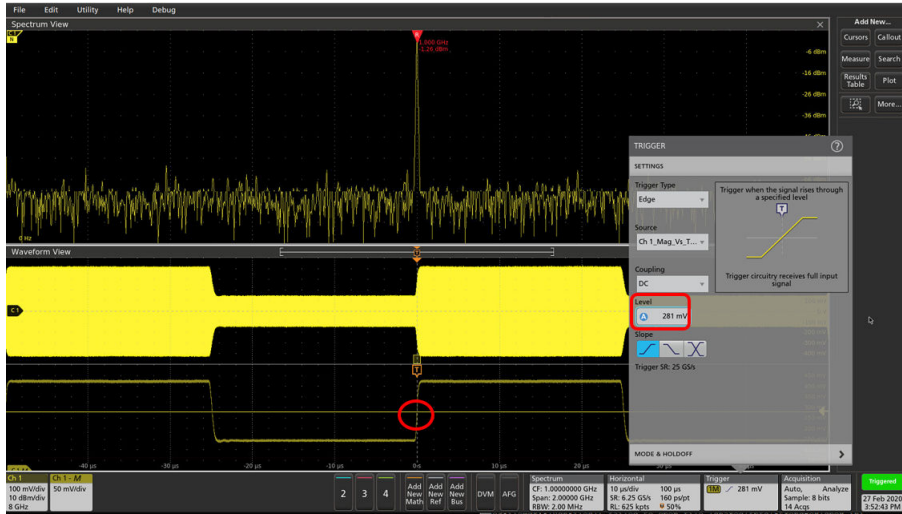 File Edit Utility Help Debug
Spectrum View
Add New...
Cursors Callout
Measure Search
Results Table Plot
More...
1.000 GHz
-1.26 dBm
-6 dBm
-16 dBm
-26 dBm
-36 dBm
0 Hz
TRIGGER
SETTINGS
Trigger Type
Edge
Source
Ch 1_Mag_Vs_T...
Coupling
DC
Level
A 281 mV
Slope
Trigger SR: 25 GS/s
MODE & HOLDOFF
Trigger when the signal rises through
a specified level
T
Trigger circuitry receives full input
signal
Waveform View
C1
T
-40 µs -30 µs -20 µs -10 µs 0 s 10 µs 20 µs 30 µs
Ch 1
100 mV/div
10 dBm/div
8 GHz
Ch 1 - M
50 mV/div
2 3 4
Add New Math
Add New Ref
Add New Bus
DVM AFG
Spectrum
CF: 1.00000000 GHz
Span: 2.00000 GHz
RBW: 2.00 MHz
Horizontal
10 µs/div 100 µs
SR: 6.25 GS/s 160 ps/pt
RL: 625 kpts 50%
Trigger
1M 281 mV
Acquisition
Auto, Analyze
Sample: 8 bits
14 Acqs
Triggered
27 Feb 2020
3:52:43 PM